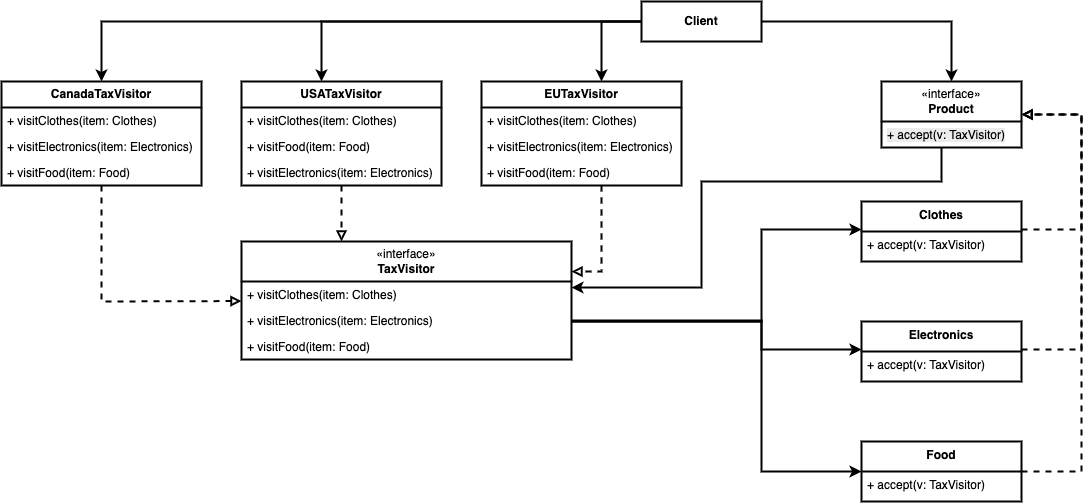 Client
CanadaTaxVisitor
+ visitClothes(item: Clothes)
+ visitElectronics(item: Electronics)
+ visitFood(item: Food)
USATaxVisitor
+ visitClothes(item: Clothes)
+ visitFood(item: Food)
+ visitElectronics(item: Electronics)
EUTaxVisitor
+ visitClothes(item: Clothes)
+ visitElectronics(item: Electronics)
+ visitFood(item: Food)
«interface»
Product
+ accept(v: TaxVisitor)
«interface»
TaxVisitor
+ visitClothes(item: Clothes)
+ visitElectronics(item: Electronics)
+ visitFood(item: Food)
Clothes
+ accept(v: TaxVisitor)
Electronics
+ accept(v: TaxVisitor)
Food
+ accept(v: TaxVisitor)